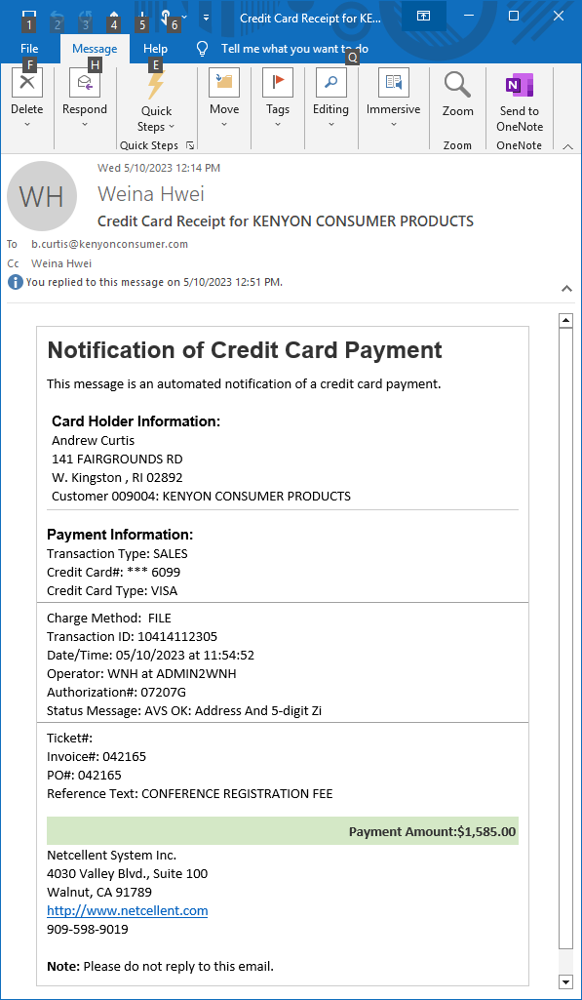 Credit Card Receipt for KE...
1 2 3 4 5 6
File Message Help Tell me what you want to do
F H E Q
Delete Respond Quick Steps Move Tags Editing Immersive Zoom Send to OneNote
Quick Steps Zoom OneNote
WH
Wed 5/10/2023 12:14 PM
Weina Hwei
Credit Card Receipt for KENYON CONSUMER PRODUCTS
To b.curtis@kenyonconsumer.com
Cc Weina Hwei
You replied to this message on 5/10/2023 12:51 PM.
Notification of Credit Card Payment
This message is an automated notification of a credit card payment.
Card Holder Information:
Andrew Curtis
141 FAIRGROUNDS RD
W. Kingston , RI 02892
Customer 009004: KENYON CONSUMER PRODUCTS
Payment Information:
Transaction Type: SALES
Credit Card#: *** 6099
Credit Card Type: VISA
Charge Method: FILE
Transaction ID: 10414112305
Date/Time: 05/10/2023 at 11:54:52
Operator: WNH at ADMIN2WNH
Authorization#: 07207G
Status Message: AVS OK: Address And 5-digit Zi
Ticket#:
Invoice#: 042165
PO#: 042165
Reference Text: CONFERENCE REGISTRATION FEE
Payment Amount:$1,585.00
Netcellent System Inc.
4030 Valley Blvd., Suite 100
Walnut, CA 91789
http://www.netcellent.com
909-598-9019
Note: Please do not reply to this email.